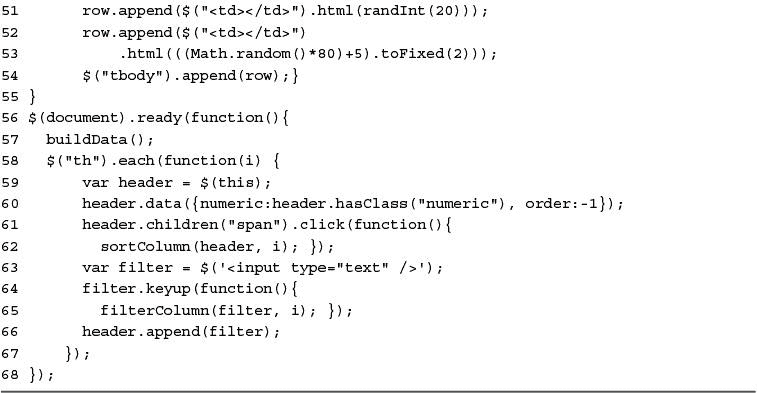 51       row.append($("<td></td>").html(randInt(20)));
52       row.append($("<td></td>")
53           .html(((Math.random()*80)+5).toFixed(2)));
54       $("tbody").append(row);}
55 }
56 $(document).ready(function(){
57   buildData();
58   $("th").each(function(i) {
59       var header = $(this);
60       header.data({numeric:header.hasClass("numeric"), order:-1});
61       header.children("span").click(function(){
62         sortColumn(header, i); });
63       var filter = $('<input type="text" />');
64       filter.keyup(function(){
65         filterColumn(filter, i); });
66       header.append(filter);
67     });
68 });